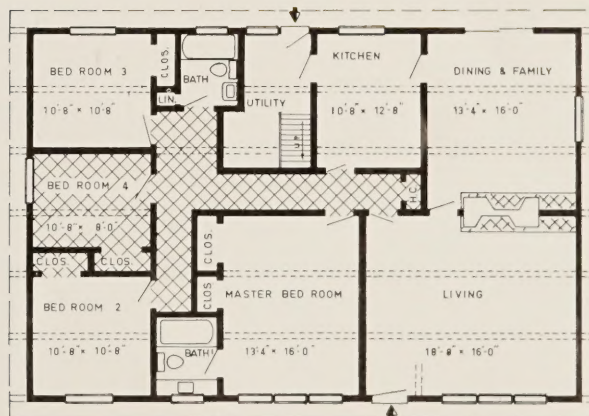 BED ROOM 3
10'-8" × 10'-8"
CLOS.
LIN.
BATH
UTILITY
UP
KITCHEN
10'-8" × 12'-8"
DINING & FAMILY
13'-4" × 16'-0"
BED ROOM 4
10'-8" × 8'-0"
CLOS.
CLOS.
H.C.
BED ROOM 2
10'-8" × 10'-8"
CLOS.
CLOS.
BATH
MASTER BED ROOM
13'-4" × 16'-0"
LIVING
18'-8" × 16'-0"